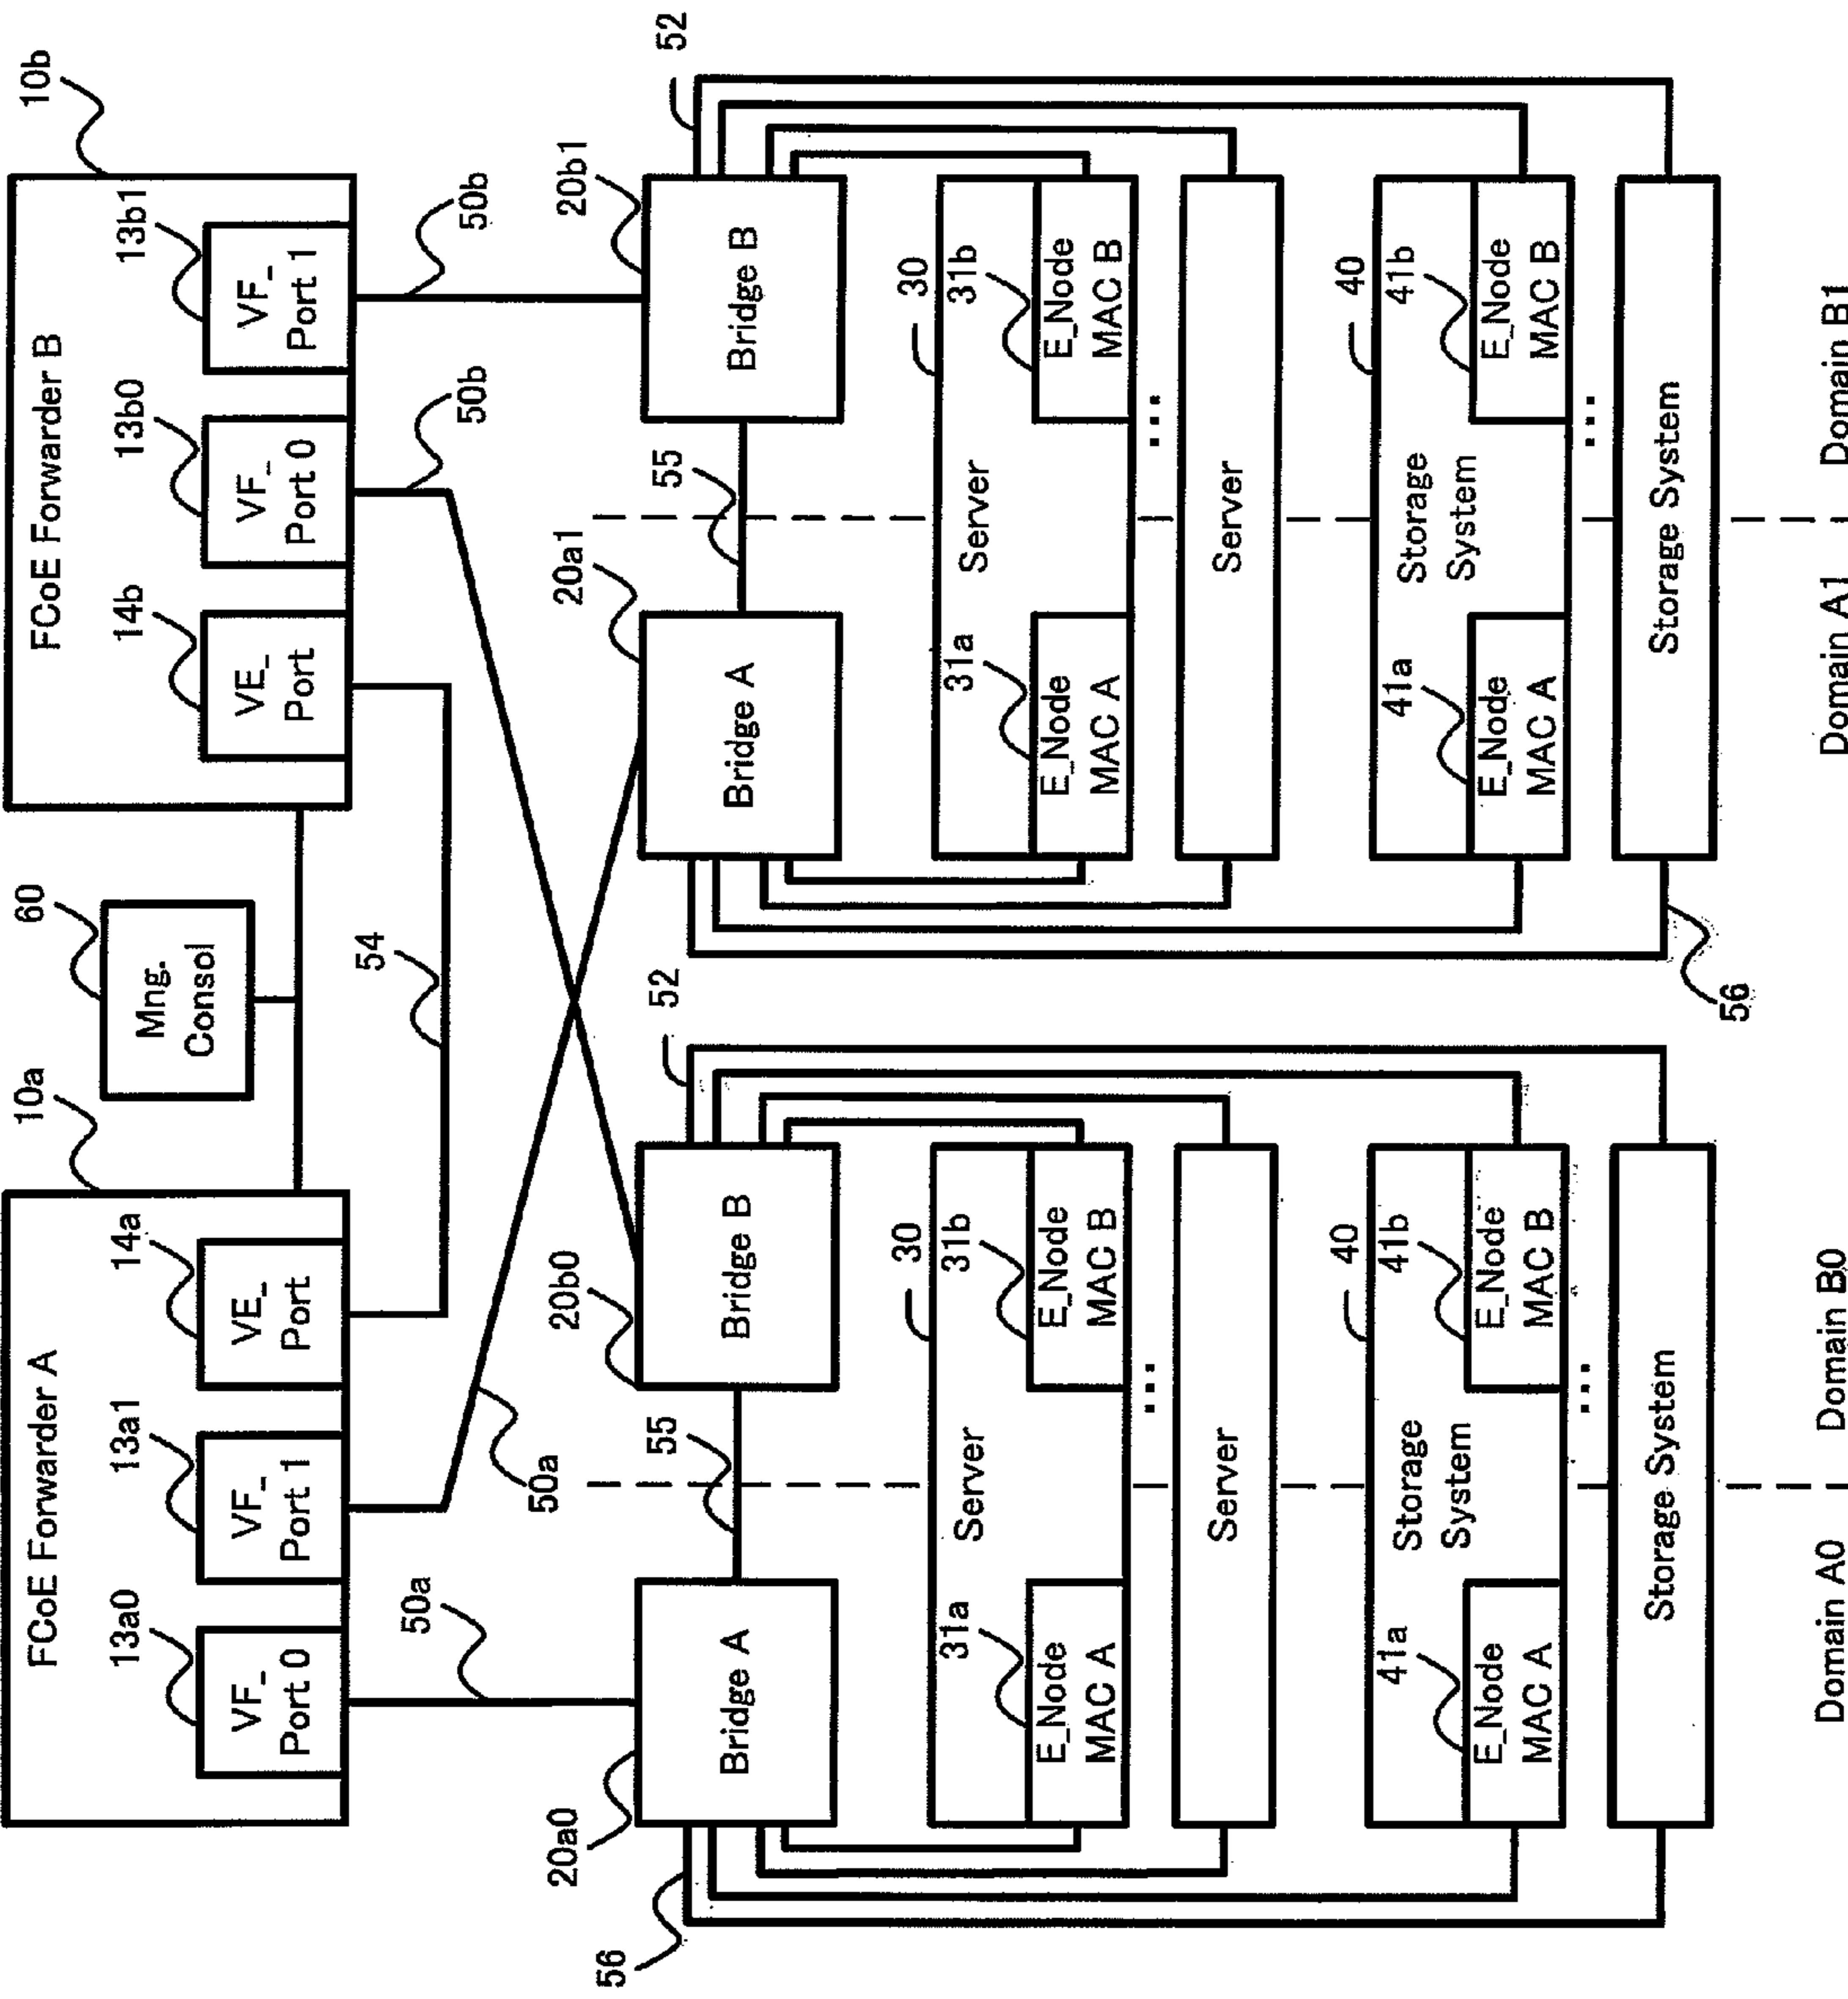 10a
60
10b
FCoE Forwarder A
Mng.
Consol
FCoE Forwarder B
13a0
13a1
14a
14b
13b0
13b1
VF_
Port 0
VF_
Port 1
VE_
Port
VE_
Port
VF_
Port 0
VF_
Port 1
50a
54
50b
50b
50a
20a0
20b0
20a1
20b1
56
55
52
55
52
Bridge A
Bridge B
Bridge A
Bridge B
30
30
Server
Server
31a
31b
31a
31b
E_Node
MAC A
E_Node
MAC B
E_Node
MAC A
E_Node
MAC B
...
...
Server
Server
40
40
Storage
System
Storage
System
41a
41b
41a
41b
E_Node
MAC A
E_Node
MAC B
E_Node
MAC A
E_Node
MAC B
...
...
Storage System
Storage System
56
Domain A0
Domain B0
Domain A1
Domain B1